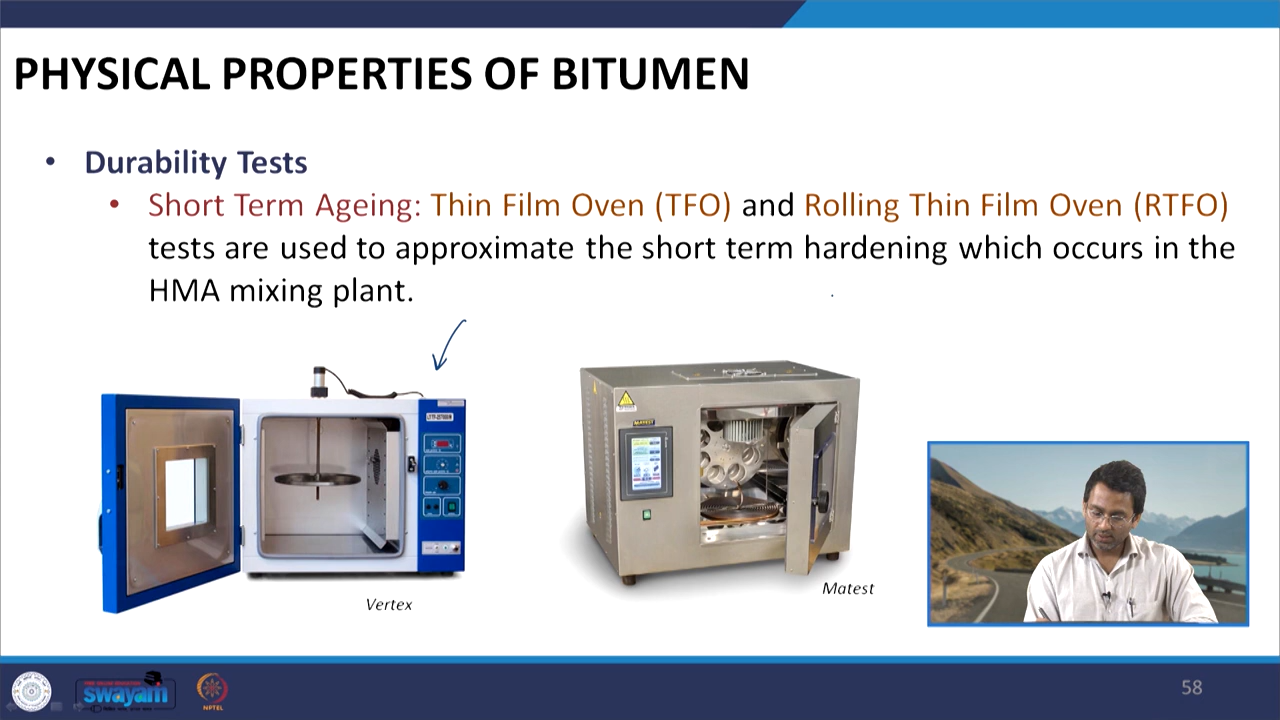 PHYSICAL PROPERTIES OF BITUMEN
• Durability Tests
• Short Term Ageing: Thin Film Oven (TFO) and Rolling Thin Film Oven (RTFO)
tests are used to approximate the short term hardening which occurs in the
HMA mixing plant.
MATEST
Vertex
Matest
swayam
NPTEL
58